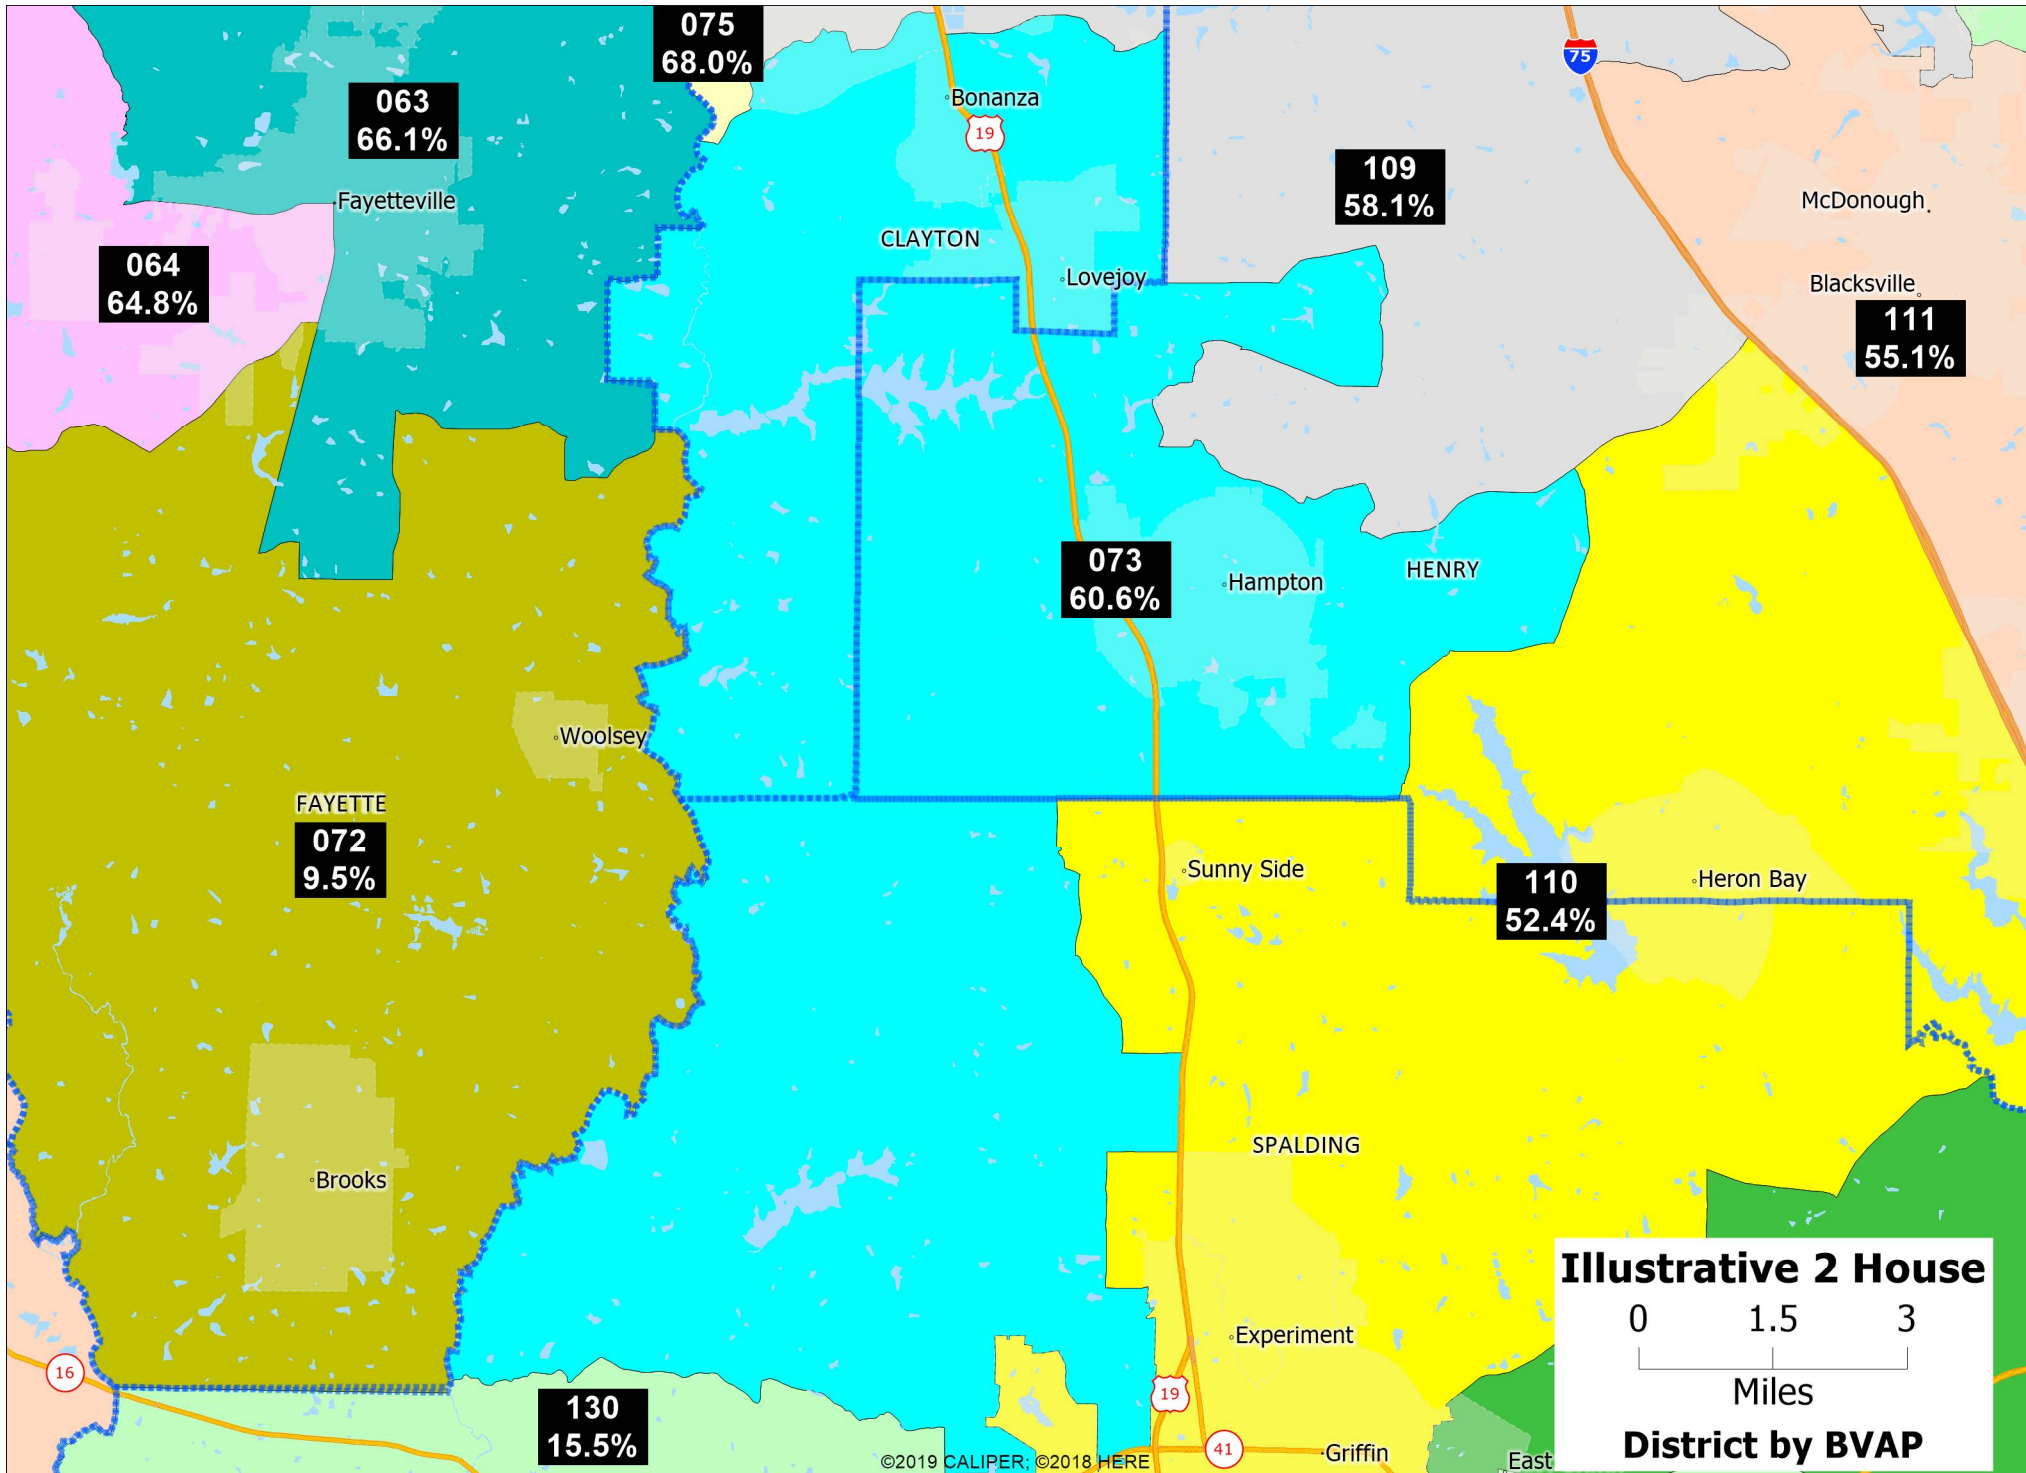 075
68.0%
75
063
66.1%
Bonanza
19
109
58.1%
McDonough
Fayetteville
CLAYTON
064
64.8%
Lovejoy
Blacksville
111
55.1%
073
60.6%
Hampton
HENRY
Woolsey
FAYETTE
072
9.5%
Sunny Side
110
52.4%
Heron Bay
SPALDING
Brooks
Experiment
16
19
130
15.5%
41
Griffin
East
©2019 CALIPER; ©2018 HERE
Illustrative 2 House
0 1.5 3
Miles
District by BVAP